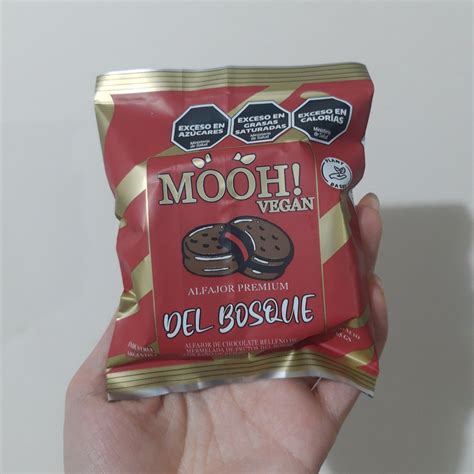 EXCESO EN
AZÚCARES
Ministerio
de Salud
EXCESO EN
GRASAS
SATURADAS
Ministerio
de Salud
EXCESO EN
CALORÍAS
Ministerio
de Salud
MOOH!
VEGAN
PLANT
BASED
ALFAJOR PREMIUM
DEL BOSQUE
ALFAJOR DE CHOCOLATE RELLENO DE
MERMELADA DE FRUTOS DEL BOSQUE